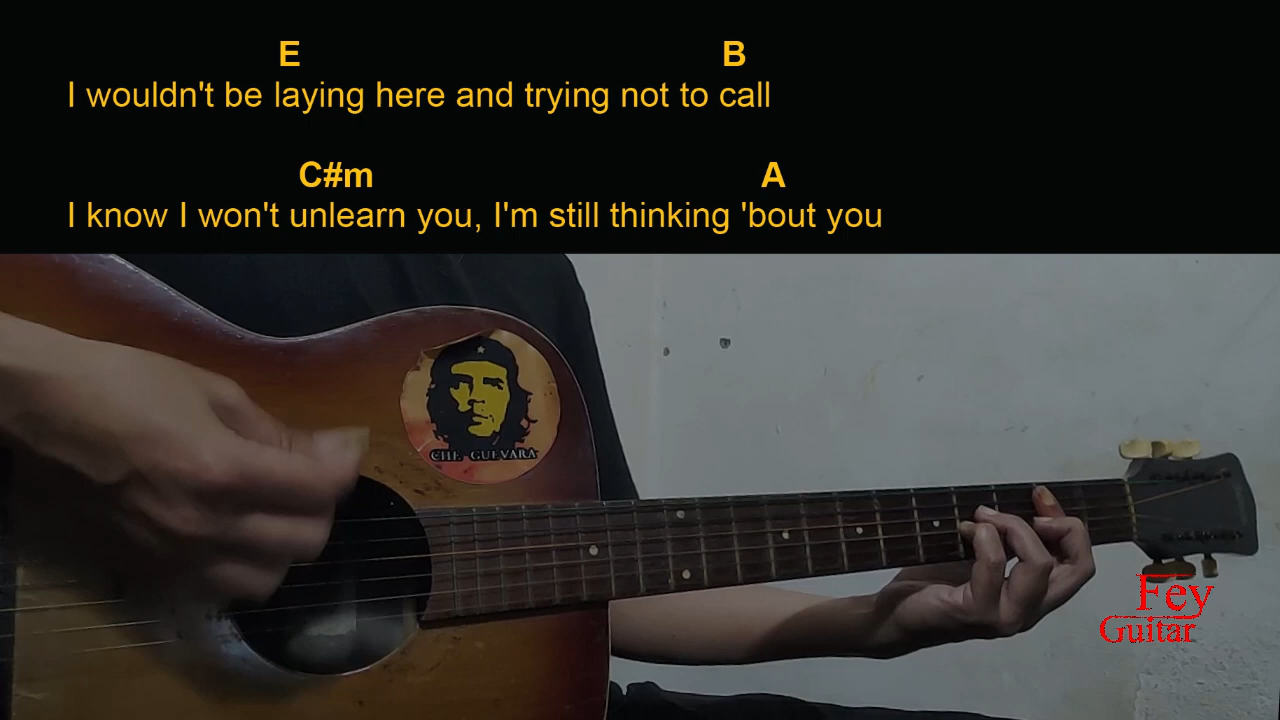 E B
I wouldn't be laying here and trying not to call
C#m A
I know I won't unlearn you, I'm still thinking 'bout you
CHE GUEVARA
Fey
Guitar